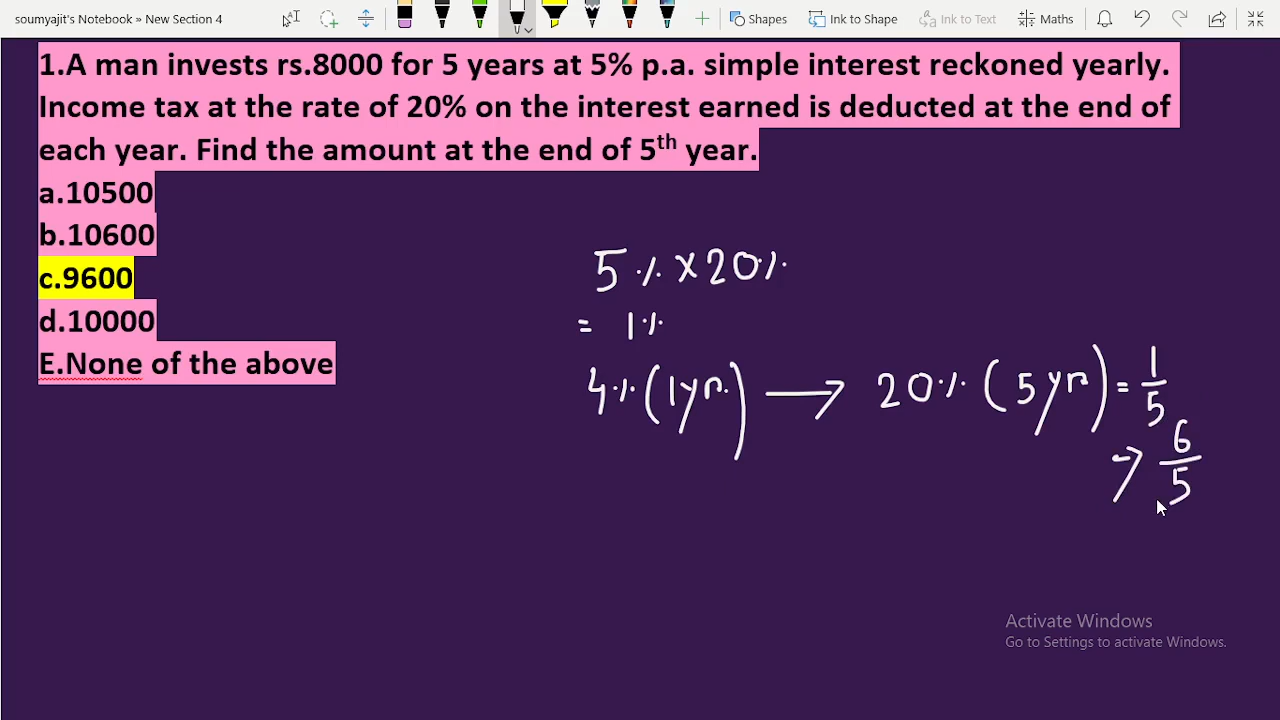 soumyajit's Notebook » New Section 4
Shapes
Ink to Shape
Ink to Text
Maths
1.A man invests rs.8000 for 5 years at 5% p.a. simple interest reckoned yearly.
Income tax at the rate of 20% on the interest earned is deducted at the end of
each year. Find the amount at the end of 5th year.
a.10500
b.10600
c.9600
d.10000
E.None of the above
5% × 20%
= 1%
4% (1yr.) → 20% (5yr) = 1/5
→ 6/5
Activate Windows
Go to Settings to activate Windows.